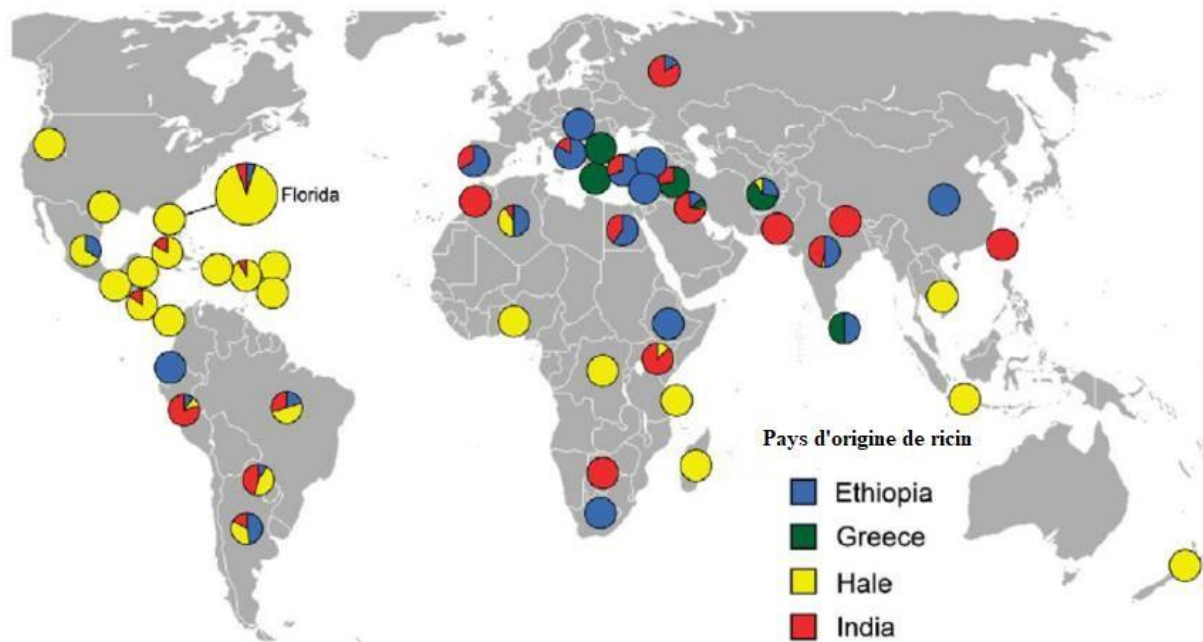 Florida
Pays d'origine de ricin
Ethiopia
Greece
Hale
India